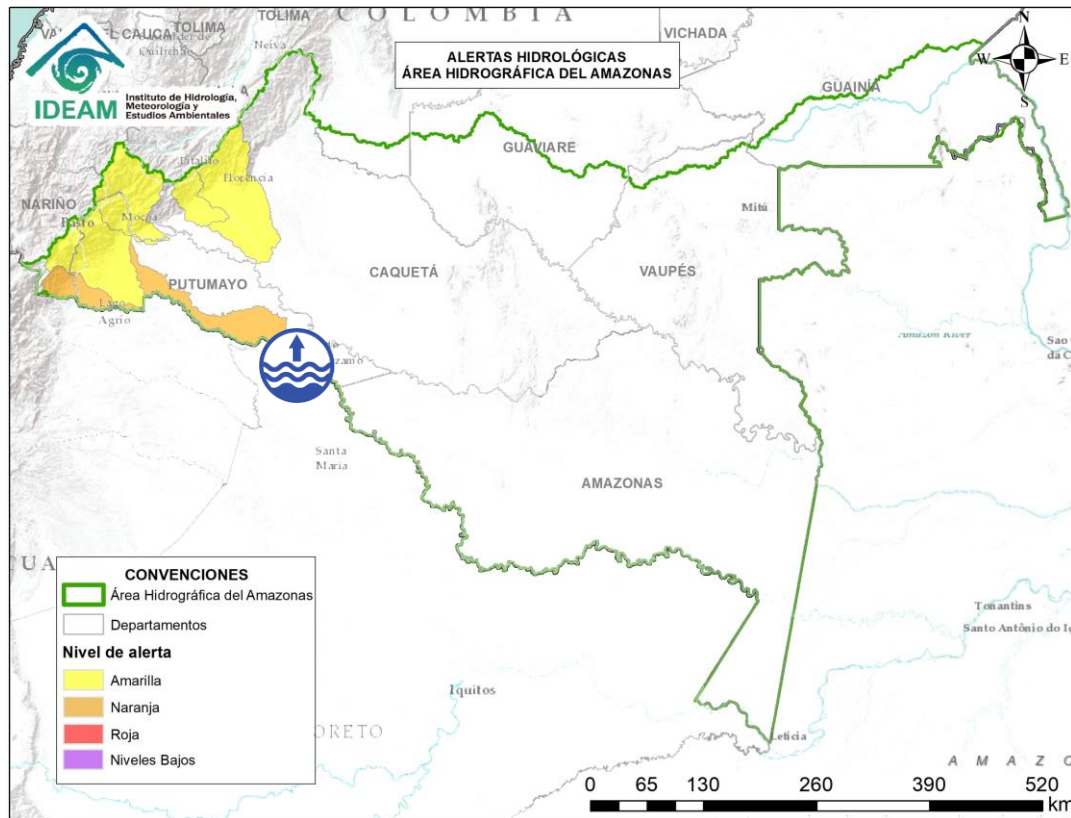 COLOMBIA
TOLIMA
TOLIMA
CAUCA
Neiva
VICHADA
N
W
E
S
IDEAM
Instituto de Hidrología,
Meteorología y
Estudios Ambientales
ALERTAS HIDROLÓGICAS
ÁREA HIDROGRÁFICA DEL AMAZONAS
GUAINÍA
GUAVIARE
Pitalito
Florencia
NARIÑO
Mocoa
Pasto
Mitú
PUTUMAYO
CAQUETÁ
VAUPÉS
Lago
Agrio
Amazon River
Santa
Maria
AMAZONAS
CONVENCIONES
Área Hidrográfica del Amazonas
Departamentos
Nivel de alerta
Amarilla
Naranja
Roja
Niveles Bajos
Tonantins
Santo Antônio do
Iquitos
Leticia
0 65 130 260 390 520
km